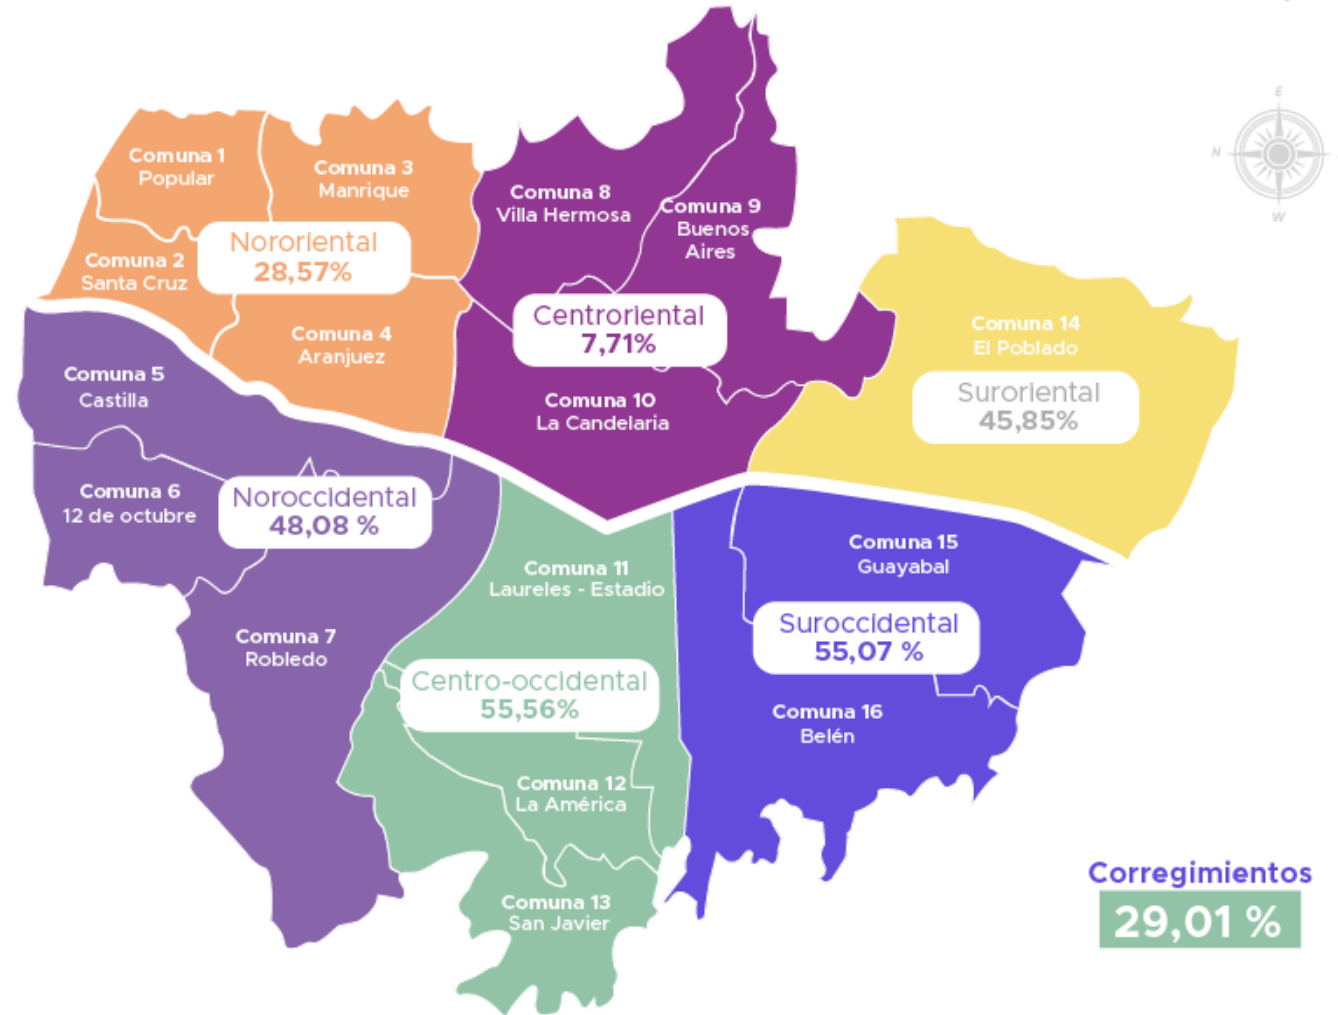 E
N
W
Comuna 1
Popular
Comuna 3
Manrique
Comuna 2
Santa Cruz
Nororiental
28,57%
Comuna 4
Aranjuez
Comuna 8
Villa Hermosa
Comuna 9
Buenos
Aires
Centroriental
7,71%
Comuna 10
La Candelaria
Comuna 14
El Poblado
Suroriental
45,85%
Comuna 5
Castilla
Comuna 6
12 de octubre
Noroccidental
48,08 %
Comuna 7
Robledo
Comuna 11
Laureles - Estadio
Centro-occidental
55,56%
Comuna 12
La América
Comuna 13
San Javier
Comuna 15
Guayabal
Suroccidental
55,07 %
Comuna 16
Belén
Corregimientos
29,01 %